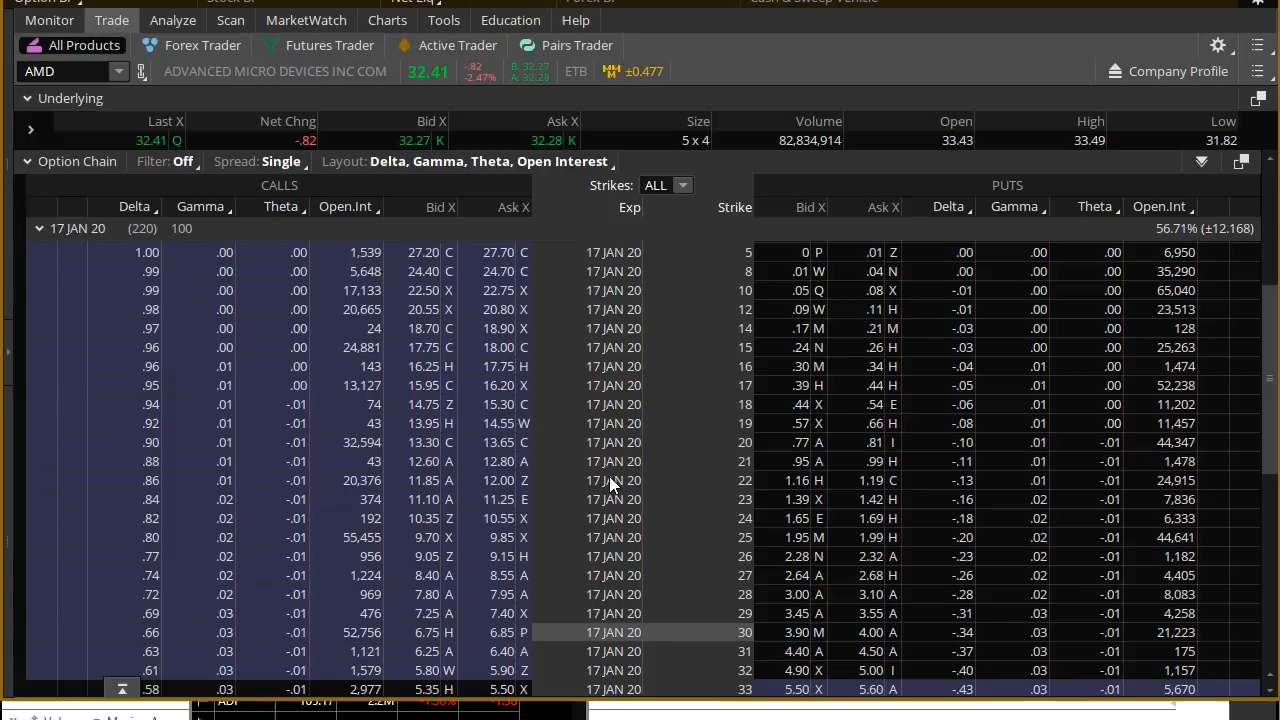 Monitor Trade Analyze Scan MarketWatch Charts Tools Education Help
All Products Forex Trader Futures Trader Active Trader Pairs Trader
AMD ADVANCED MICRO DEVICES INC COM 32.41 -.82 -2.47% B: 32.27 A: 32.28 ETB ±0.477 Company Profile
Underlying
Last X Net Chng Bid X Ask X Size Volume Open High Low
32.41 Q -.82 32.27 K 32.28 K 5 x 4 82,834,914 33.43 33.49 31.82
Option Chain Filter: Off Spread: Single Layout: Delta, Gamma, Theta, Open Interest
CALLS Strikes: ALL PUTS
Delta Gamma Theta Open.Int Bid X Ask X Exp Strike Bid X Ask X Delta Gamma Theta Open.Int
17 JAN 20 (220) 100 56.71% (±12.168)
1.00 .00 .00 1,539 27.20 C 27.70 C 17 JAN 20 5 0 P .01 Z .00 .00 .00 6,950
.99 .00 .00 5,648 24.40 C 24.70 C 17 JAN 20 8 .01 W .04 N .00 .00 .00 35,290
.99 .00 .00 17,133 22.50 X 22.75 X 17 JAN 20 10 .05 Q .08 X -.01 .00 .00 65,040
.98 .00 .00 20,665 20.55 X 20.80 X 17 JAN 20 12 .09 W .11 H -.01 .00 .00 23,513
.97 .00 .00 24 18.70 C 18.90 X 17 JAN 20 14 .17 M .21 M -.03 .00 .00 128
.96 .00 .00 24,881 17.75 C 18.00 C 17 JAN 20 15 .24 N .26 H -.03 .00 .00 25,263
.96 .01 .00 143 16.25 H 17.75 H 17 JAN 20 16 .30 M .34 H -.04 .01 .00 1,474
.95 .01 .00 13,127 15.95 C 16.20 X 17 JAN 20 17 .39 H .44 H -.05 .01 .00 52,238
.94 .01 -.01 74 14.75 Z 15.30 C 17 JAN 20 18 .44 X .54 E -.06 .01 .00 11,202
.92 .01 -.01 43 13.95 H 14.55 W 17 JAN 20 19 .57 X .66 H -.08 .01 .00 11,457
.90 .01 -.01 32,594 13.30 C 13.65 C 17 JAN 20 20 .77 A .81 I -.10 .01 -.01 44,347
.88 .01 -.01 43 12.60 A 12.80 A 17 JAN 20 21 .95 A .99 H -.11 .01 -.01 1,478
.86 .01 -.01 20,376 11.85 A 12.00 Z 17 JAN 20 22 1.16 H 1.19 C -.13 .01 -.01 24,915
.84 .02 -.01 374 11.10 A 11.25 E 17 JAN 20 23 1.39 X 1.42 H -.16 .02 -.01 7,836
.82 .02 -.01 192 10.35 Z 10.55 X 17 JAN 20 24 1.65 E 1.69 H -.18 .02 -.01 6,333
.80 .02 -.01 55,455 9.70 X 9.85 X 17 JAN 20 25 1.95 M 1.99 H -.20 .02 -.01 44,641
.77 .02 -.01 956 9.05 Z 9.15 H 17 JAN 20 26 2.28 N 2.32 A -.23 .02 -.01 1,182
.74 .02 -.01 1,224 8.40 A 8.55 A 17 JAN 20 27 2.64 A 2.68 H -.26 .02 -.01 4,405
.72 .02 -.01 969 7.80 A 7.95 A 17 JAN 20 28 3.00 A 3.10 A -.28 .02 -.01 8,083
.69 .03 -.01 476 7.25 A 7.40 X 17 JAN 20 29 3.45 A 3.55 A -.31 .03 -.01 4,258
.66 .03 -.01 52,756 6.75 H 6.85 P 17 JAN 20 30 3.90 M 4.00 A -.34 .03 -.01 21,223
.63 .03 -.01 1,121 6.25 A 6.40 A 17 JAN 20 31 4.40 A 4.50 A -.37 .03 -.01 175
.61 .03 -.01 1,579 5.80 W 5.90 Z 17 JAN 20 32 4.90 X 5.00 I -.40 .03 -.01 1,157
.58 .03 -.01 2,977 5.35 H 5.50 X 17 JAN 20 33 5.50 X 5.60 A -.43 .03 -.01 5,670